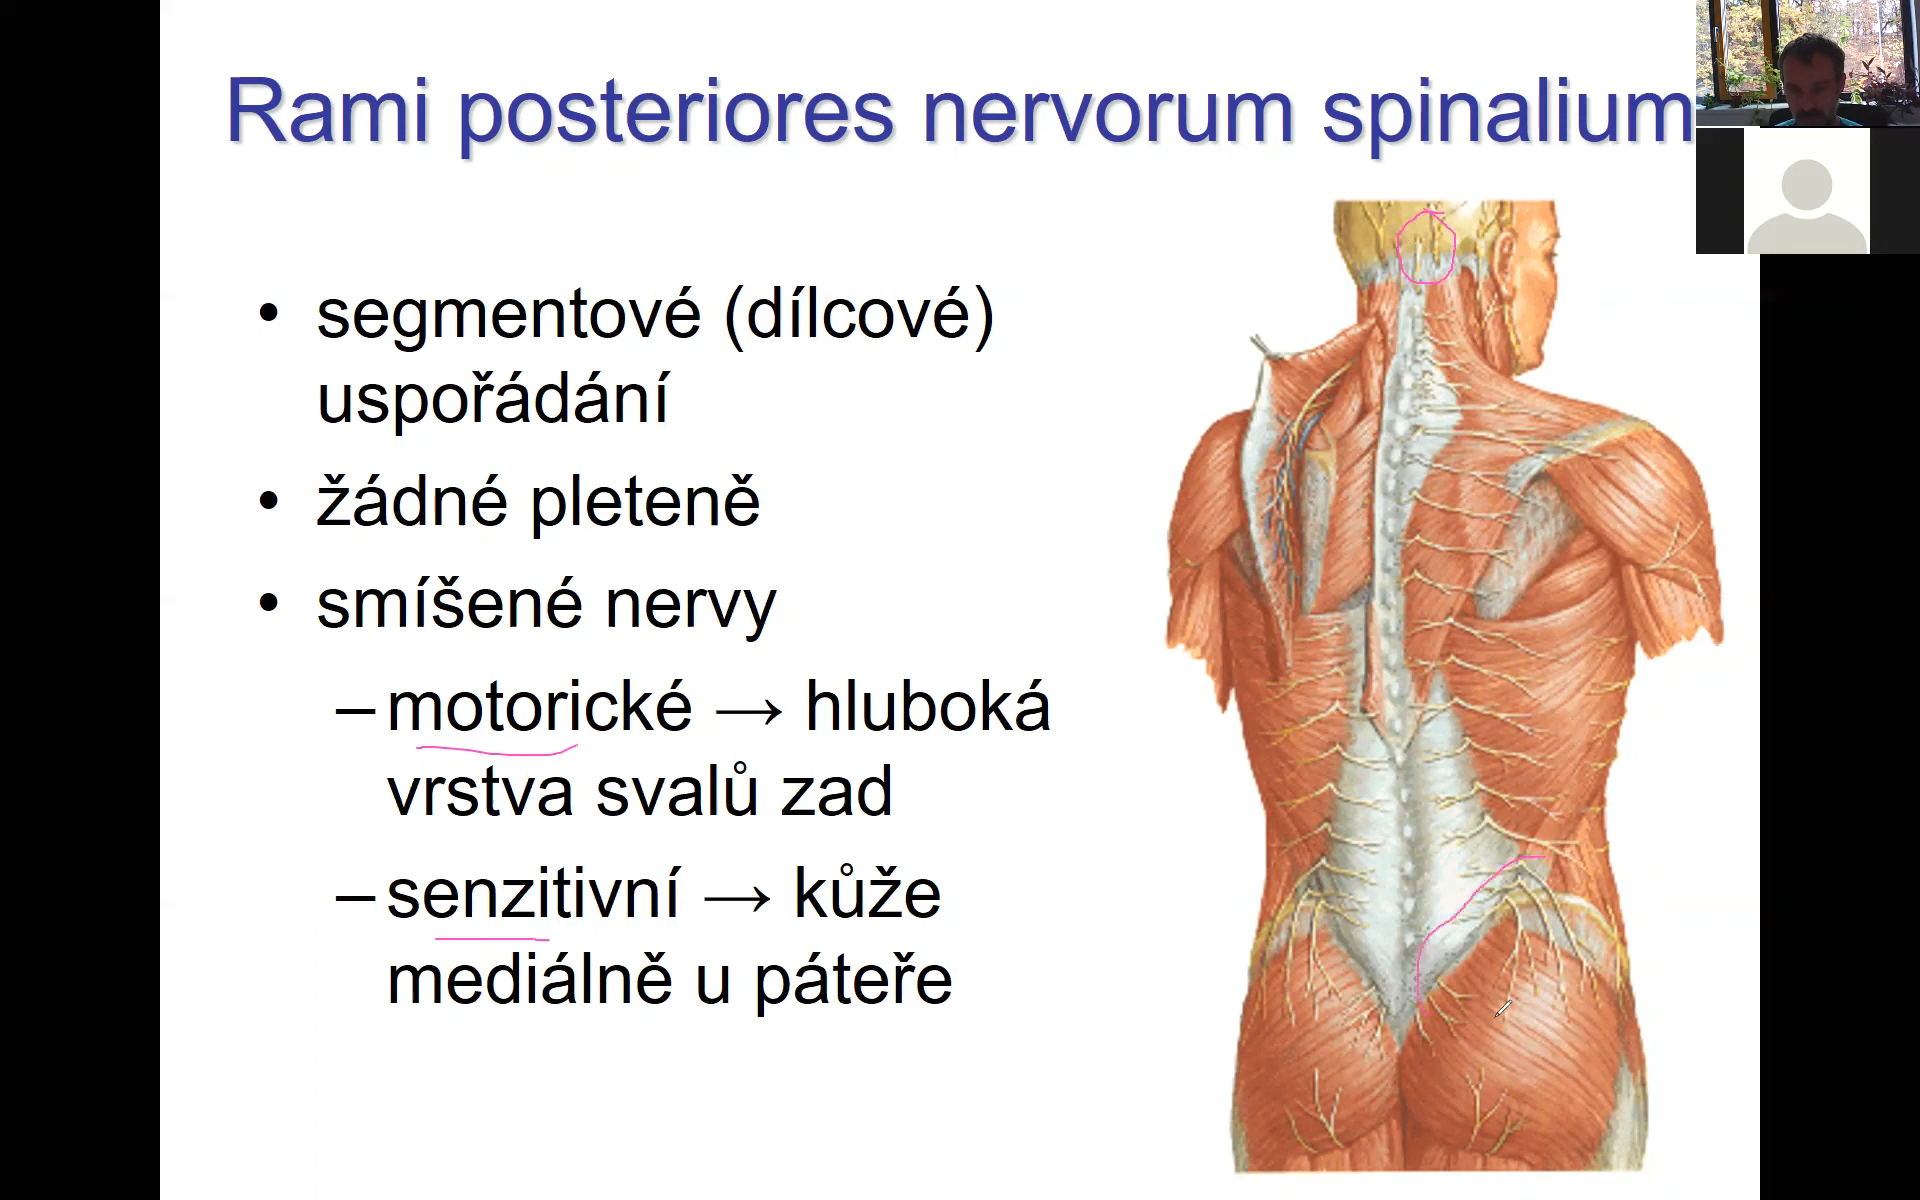 Rami posteriores nervorum spinalium
• segmentové (dílcové)
uspořádání
• žádné pleteně
• smíšené nervy
– motorické → hluboká
vrstva svalů zad
– senzitivní → kůže
mediálně u páteře